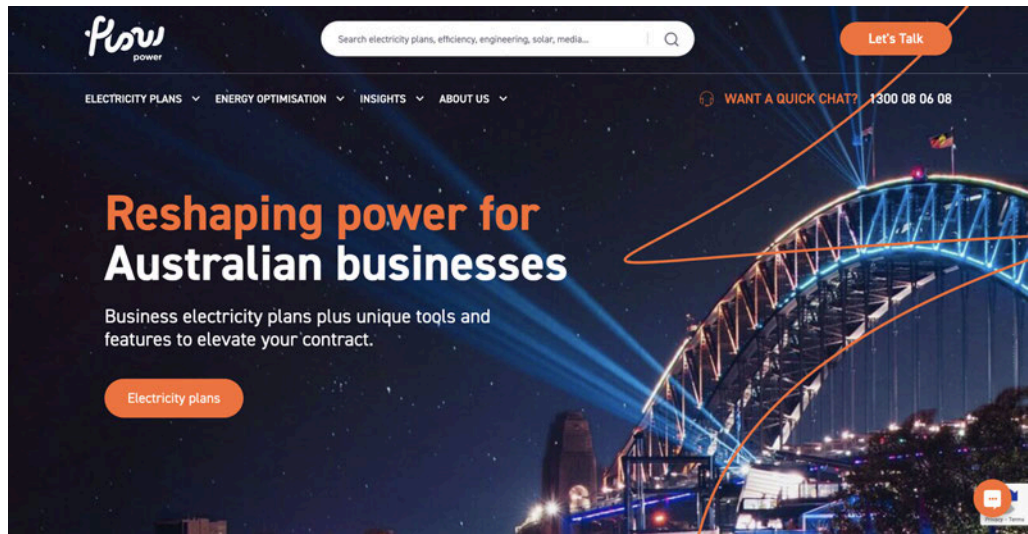 flow
power
Search electricity plans, efficiency, engineering, solar, media...
Let's Talk
ELECTRICITY PLANS
ENERGY OPTIMISATION
INSIGHTS
ABOUT US
WANT A QUICK CHAT? 1300 08 06 08
Reshaping power for
Australian businesses
Business electricity plans plus unique tools and
features to elevate your contract.
Electricity plans
Privacy - Terms